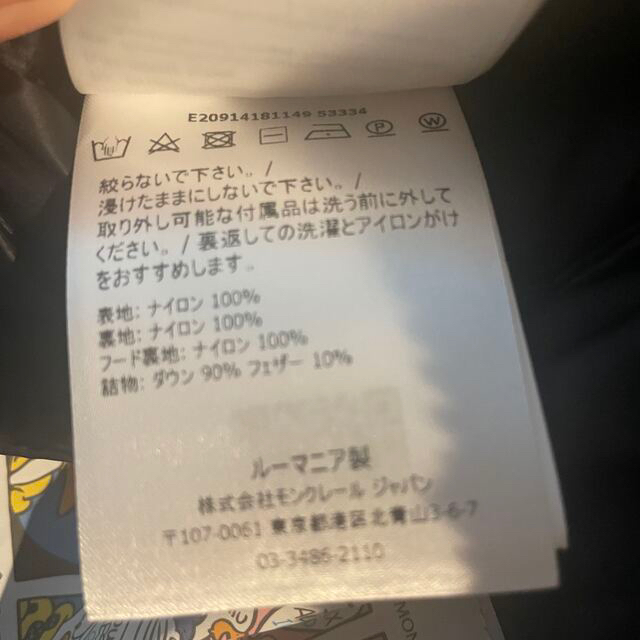 E20914181149 53334
絞らないで下さい。/
浸けたままにしないで下さい。/
取り外し可能な付属品は洗う前に外して
ください。/ 裏返しての洗濯とアイロンがけ
をおすすめします。
表地: ナイロン 100%
裏地: ナイロン 100%
フード裏地: ナイロン 100%
詰物: ダウン 90% フェザー 10%
ルーマニア製
株式会社モンクレール ジャパン
〒107-0061 東京都港区北青山3-6-7
03-3486-2110
MON